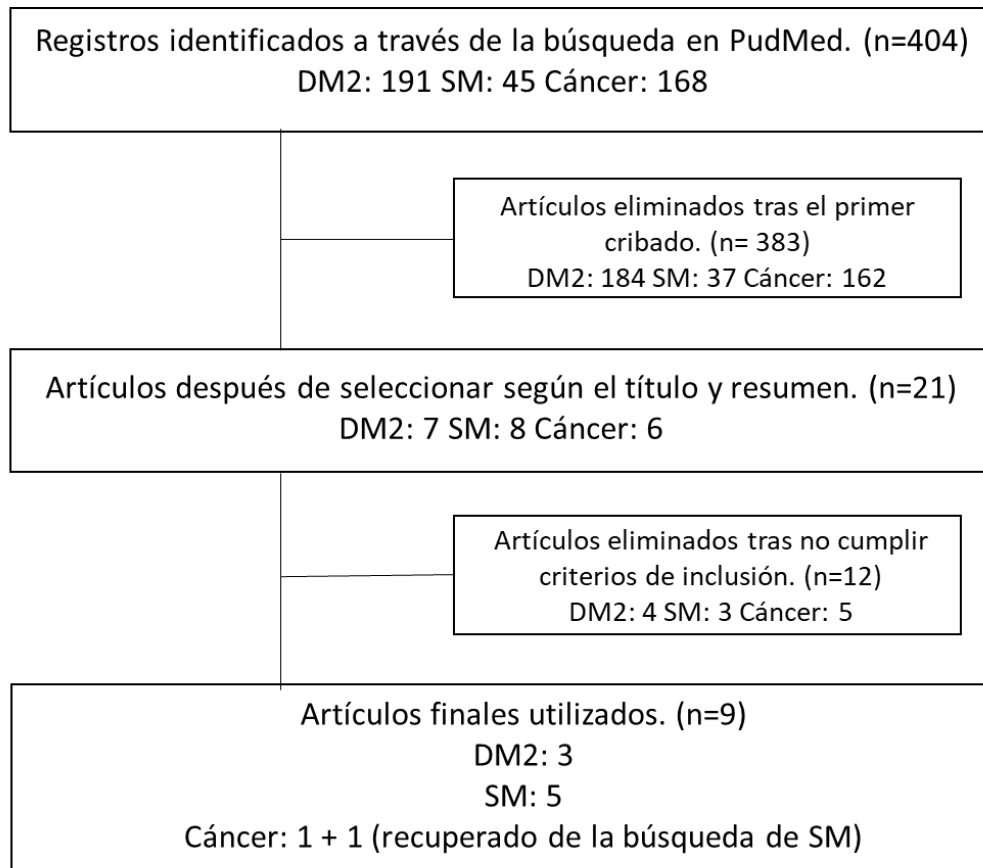 Registros identificados a través de la búsqueda en PudMed. (n=404)
DM2: 191 SM: 45 Cáncer: 168
Artículos eliminados tras el primer
cribado. (n= 383)
DM2: 184 SM: 37 Cáncer: 162
Artículos después de seleccionar según el título y resumen. (n=21)
DM2: 7 SM: 8 Cáncer: 6
Artículos eliminados tras no cumplir
criterios de inclusión. (n=12)
DM2: 4 SM: 3 Cáncer: 5
Artículos finales utilizados. (n=9)
DM2: 3
SM: 5
Cáncer: 1 + 1 (recuperado de la búsqueda de SM)